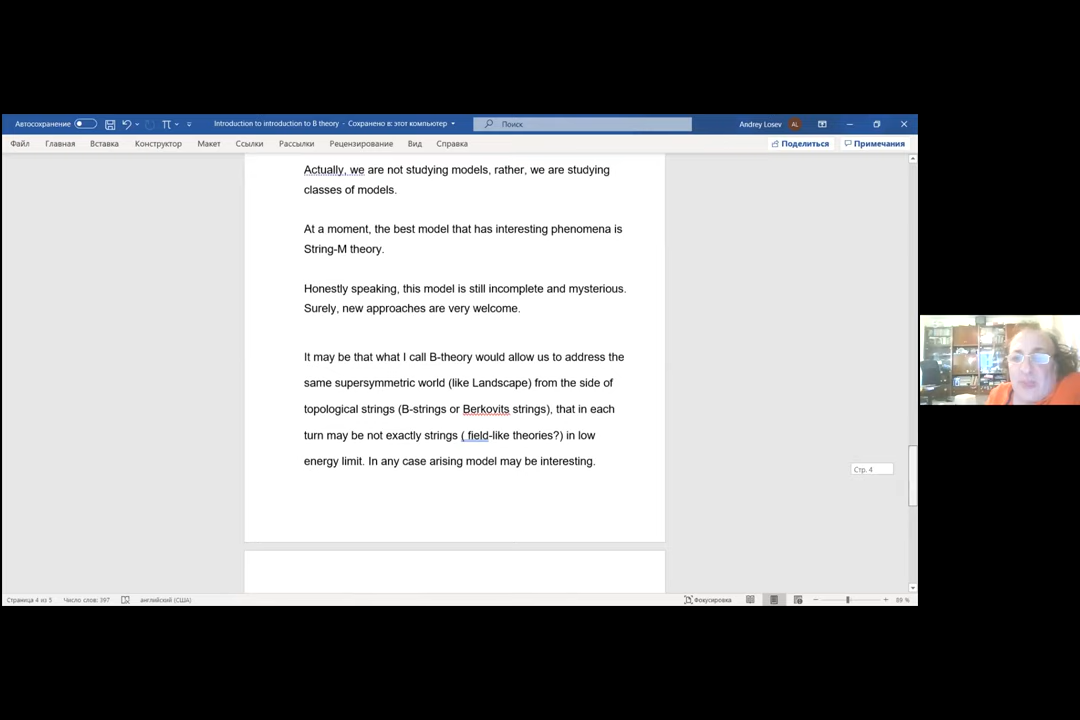 Автосохранение
Introduction to introduction to B theory - Сохранено в: этот компьютер
Поиск
Andrey Losev
AL
Файл Главная Вставка Конструктор Макет Ссылки Рассылки Рецензирование Вид Справка
Поделиться
Примечания
Actually, we are not studying models, rather, we are studying
classes of models.
At a moment, the best model that has interesting phenomena is
String-M theory.
Honestly speaking, this model is still incomplete and mysterious.
Surely, new approaches are very welcome.
It may be that what I call B-theory would allow us to address the
same supersymmetric world (like Landscape) from the side of
topological strings (B-strings or Berkovits strings), that in each
turn may be not exactly strings ( field-like theories?) in low
energy limit. In any case arising model may be interesting.
Стр. 4
Страница 4 из 5 Число слов: 397 английский (США) Фокусировка 89 %